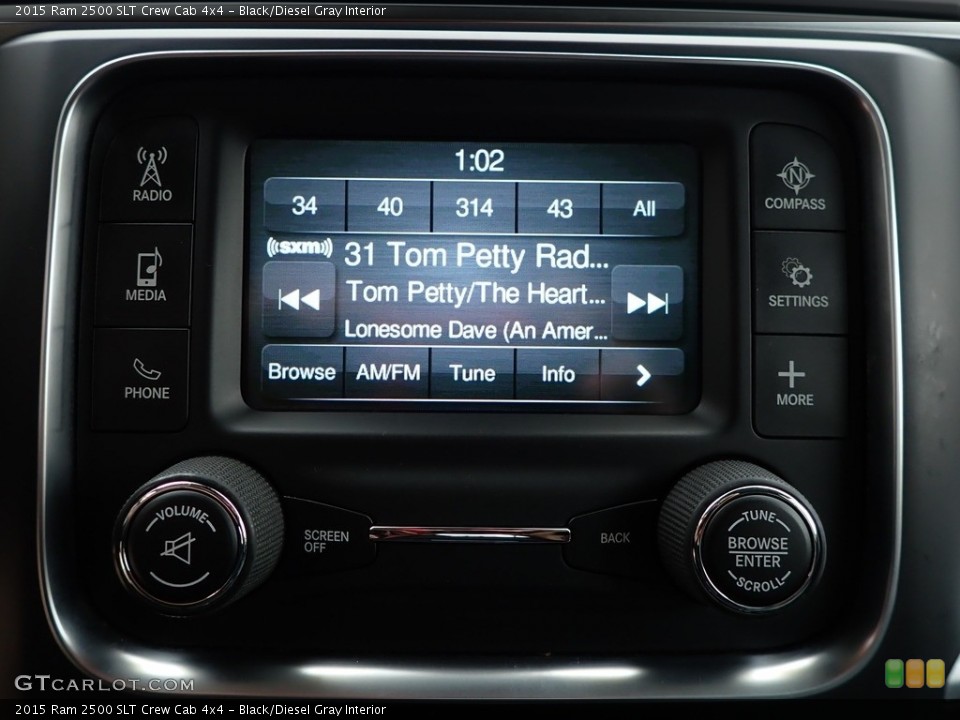 2015 Ram 2500 SLT Crew Cab 4x4 - Black/Diesel Gray Interior
1:02
34 40 314 43 All
((sxm)) 31 Tom Petty Rad...
Tom Petty/The Heart...
Lonesome Dave (An Amer...
Browse AM/FM Tune Info >
RADIO
MEDIA
PHONE
N
COMPASS
SETTINGS
MORE
VOLUME
SCREEN
OFF
BACK
TUNE
BROWSE
ENTER
SCROLL
GTCARLOT.COM
2015 Ram 2500 SLT Crew Cab 4x4 - Black/Diesel Gray Interior